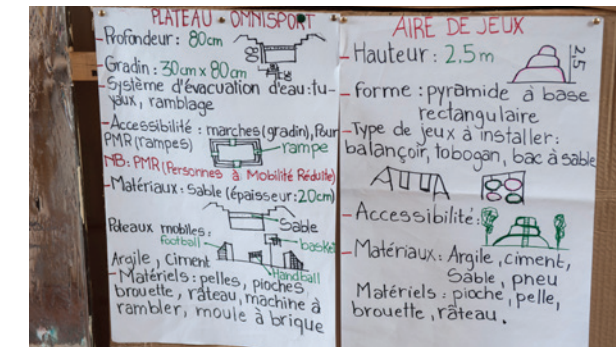 PLATEAU OMNISPORT
- Profondeur : 80cm
- Gradin : 30cm x 80cm
- Système d'évacuation d'eau : tu-
yaux, ramblage
- Accessibilité : marches (gradin), Pour
PMR (rampes)
rampe
NB: PMR (Personnes à Mobilité Réduite)
- Matériaux : Sable (épaisseur : 20cm)
Sable
Poteaux mobiles :
football
basket
Handball
Argile, Ciment
- Matériels : pelles, pioches,
brouette, râteau, machine à
rambler, moule à brique
AIRE DE JEUX
- Hauteur : 2.5m
2.5
- forme : pyramide à base
rectangulaire
- Type de jeux à installer :
balançoir, tobogan, bac à sable
- Accessibilité :
- Matériaux : Argile, ciment,
Sable, pneu
Matériels : pioche, pelle,
brouette, râteau.